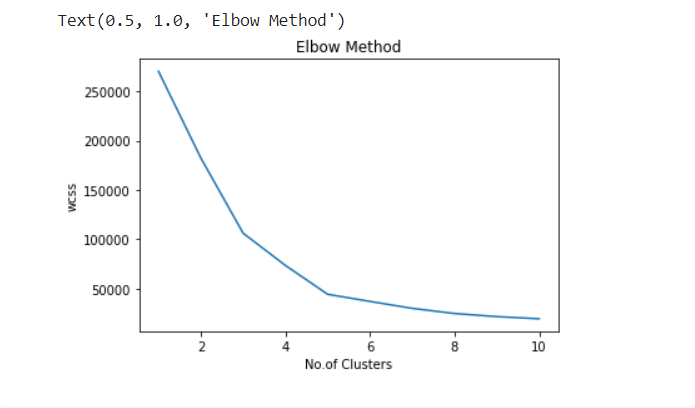 Text(0.5, 1.0, 'Elbow Method')
Elbow Method
250000
200000
150000
100000
50000
wcss
2 4 6 8 10
No.of Clusters